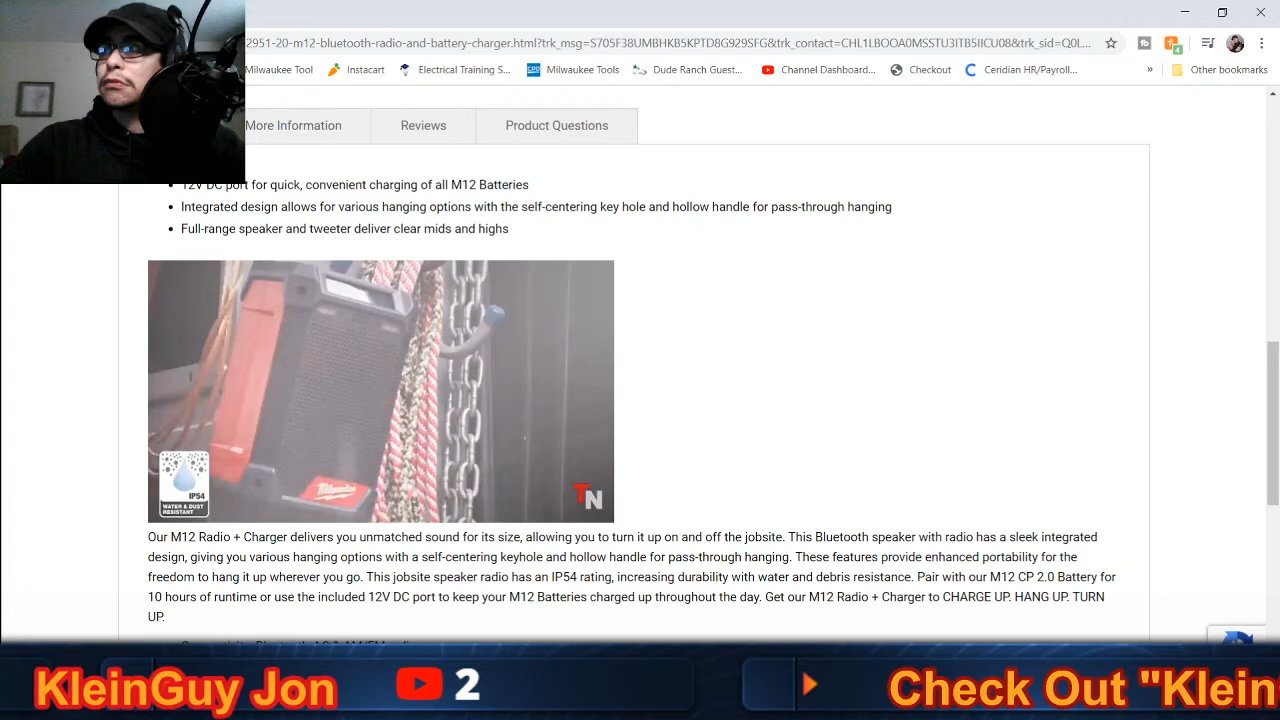 2951-20-m12-bluetooth-radio-and-battery_charger.html?trk_msg=S705F38UMBHKB5KPTD8G929SFG&trk_contact=CHL1LBOOA0MSSTU3ITB5IICU08&trk_sid=Q0L...
Milwaukee Tool Instacart Electrical Training S... CPO Milwaukee Tools Dude Ranch Guest... Channel Dashboard... Checkout Ceridian HR/Payroll... » Other bookmarks
More Information Reviews Product Questions
• 12V DC port for quick, convenient charging of all M12 Batteries
• Integrated design allows for various hanging options with the self-centering key hole and hollow handle for pass-through hanging
• Full-range speaker and tweeter deliver clear mids and highs
Milwaukee
IP54
WATER & DUST
RESISTANT
TN
Our M12 Radio + Charger delivers you unmatched sound for its size, allowing you to turn it up on and off the jobsite. This Bluetooth speaker with radio has a sleek integrated
design, giving you various hanging options with a self-centering keyhole and hollow handle for pass-through hanging. These features provide enhanced portability for the
freedom to hang it up wherever you go. This jobsite speaker radio has an IP54 rating, increasing durability with water and debris resistance. Pair with our M12 CP 2.0 Battery for
10 hours of runtime or use the included 12V DC port to keep your M12 Batteries charged up throughout the day. Get our M12 Radio + Charger to CHARGE UP. HANG UP. TURN
UP.
KleinGuy Jon 2 Check Out "Klein